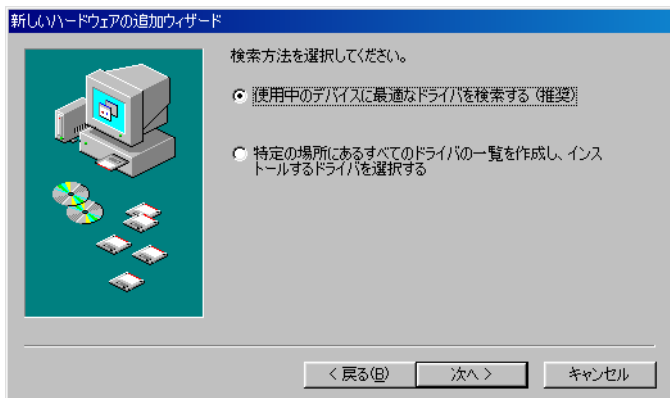 新しいハードウェアの追加ウィザード
検索方法を選択してください。
使用中のデバイスに最適なドライバを検索する (推奨)
特定の場所にあるすべてのドライバの一覧を作成し、インス
トールするドライバを選択する
< 戻る(B)
次へ >
キャンセル